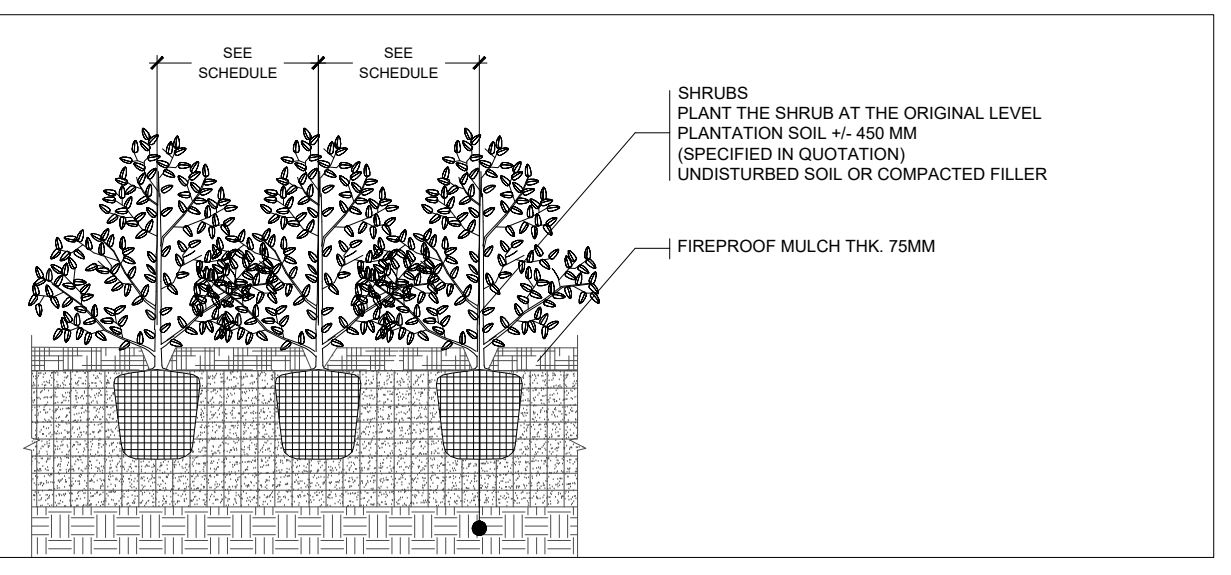 SEE
SCHEDULE
SEE
SCHEDULE
SHRUBS
PLANT THE SHRUB AT THE ORIGINAL LEVEL
PLANTATION SOIL +/- 450 MM
(SPECIFIED IN QUOTATION)
UNDISTURBED SOIL OR COMPACTED FILLER
FIREPROOF MULCH THK. 75MM